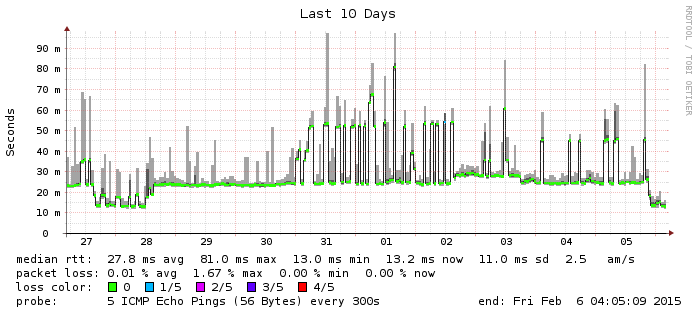 Last 10 Days
RRDTOOL / TOBI OETIKER
Seconds
90 m
80 m
70 m
60 m
50 m
40 m
30 m
20 m
10 m
0
27 28 29 30 31 01 02 03 04 05
median rtt: 27.8 ms avg 81.0 ms max 13.0 ms min 13.2 ms now 11.0 ms sd 2.5 am/s
packet loss: 0.01 % avg 1.67 % max 0.00 % min 0.00 % now
loss color: 0 1/5 2/5 3/5 4/5
probe: 5 ICMP Echo Pings (56 Bytes) every 300s end: Fri Feb 6 04:05:09 2015